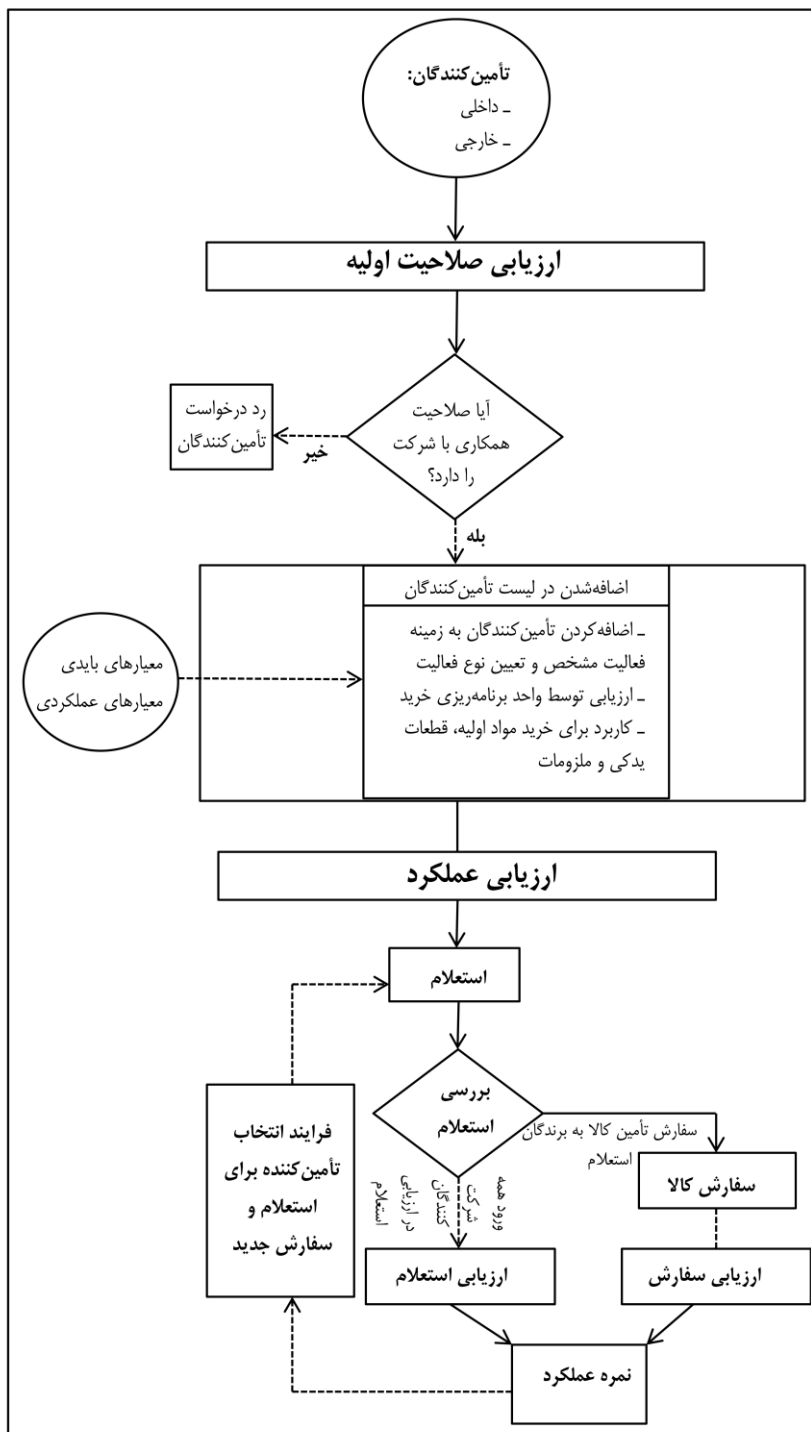 تأمین‌کنندگان:
ـ داخلی
ـ خارجی
ارزیابی صلاحیت اولیه
آیا صلاحیت
همکاری با شرکت
را دارد؟
خیر
رد درخواست
تأمین‌کنندگان
بله
اضافه‌شدن در لیست تأمین‌کنندگان
ـ اضافه‌کردن تأمین‌کنندگان به زمینه
فعالیت مشخص و تعیین نوع فعالیت
ـ ارزیابی توسط واحد برنامه‌ریزی خرید
ـ کاربرد برای خرید مواد اولیه، قطعات
یدکی و ملزومات
معیارهای بایدی
معیارهای عملکردی
ارزیابی عملکرد
استعلام
بررسی
استعلام
سفارش تأمین کالا به برندگان
استعلام
سفارش کالا
ورود همه
شرکت
کنندگان
در ارزیابی
استعلام
فرایند انتخاب
تأمین‌کننده برای
استعلام و
سفارش جدید
ارزیابی سفارش
ارزیابی استعلام
نمره عملکرد